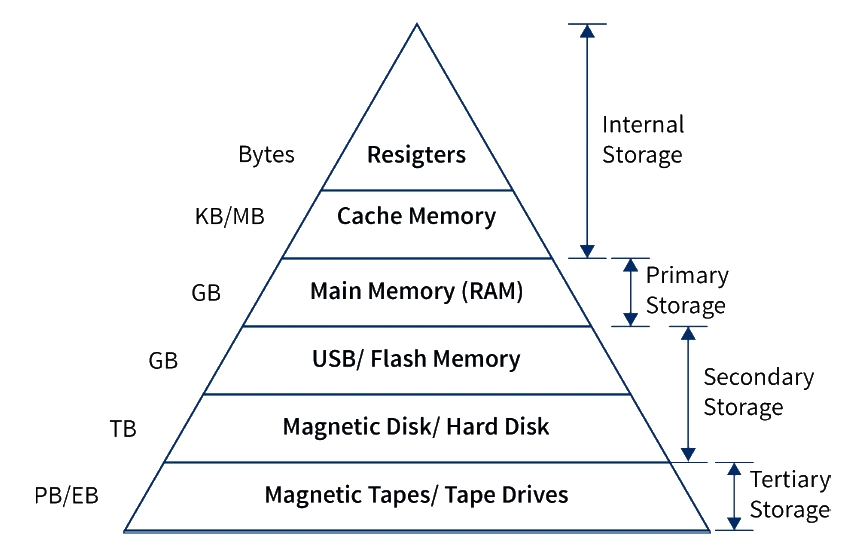 Bytes
Resigters
Internal
Storage
KB/MB
Cache Memory
GB
Main Memory (RAM)
Primary
Storage
GB
USB/ Flash Memory
Secondary
Storage
TB
Magnetic Disk/ Hard Disk
PB/EB
Magnetic Tapes/ Tape Drives
Tertiary
Storage